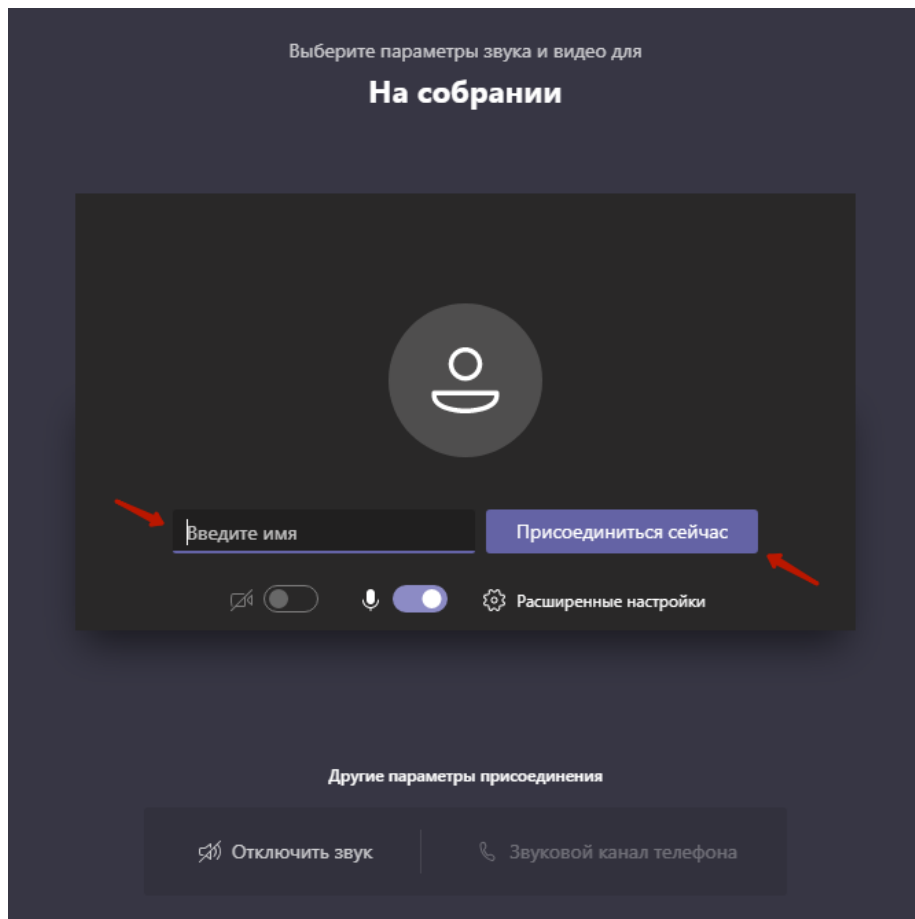 Выберите параметры звука и видео для
На собрании
Введите имя
Присоединиться сейчас
Расширенные настройки
Другие параметры присоединения
Отключить звук
Звуковой канал телефона